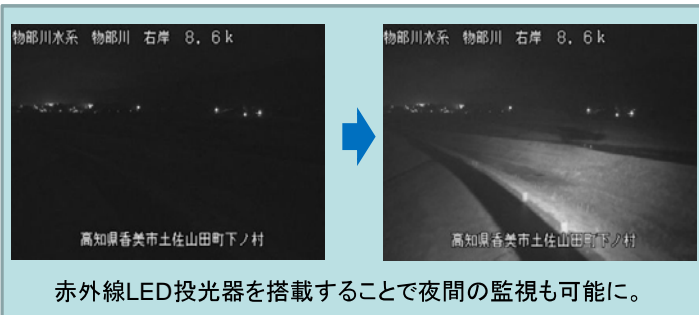 物部川水系 物部川 右岸 8.6k
高知県香美市土佐山田町下ノ村
物部川水系 物部川 右岸 8.6k
高知県香美市土佐山田町下ノ村
赤外線LED投光器を搭載することで夜間の監視も可能に。